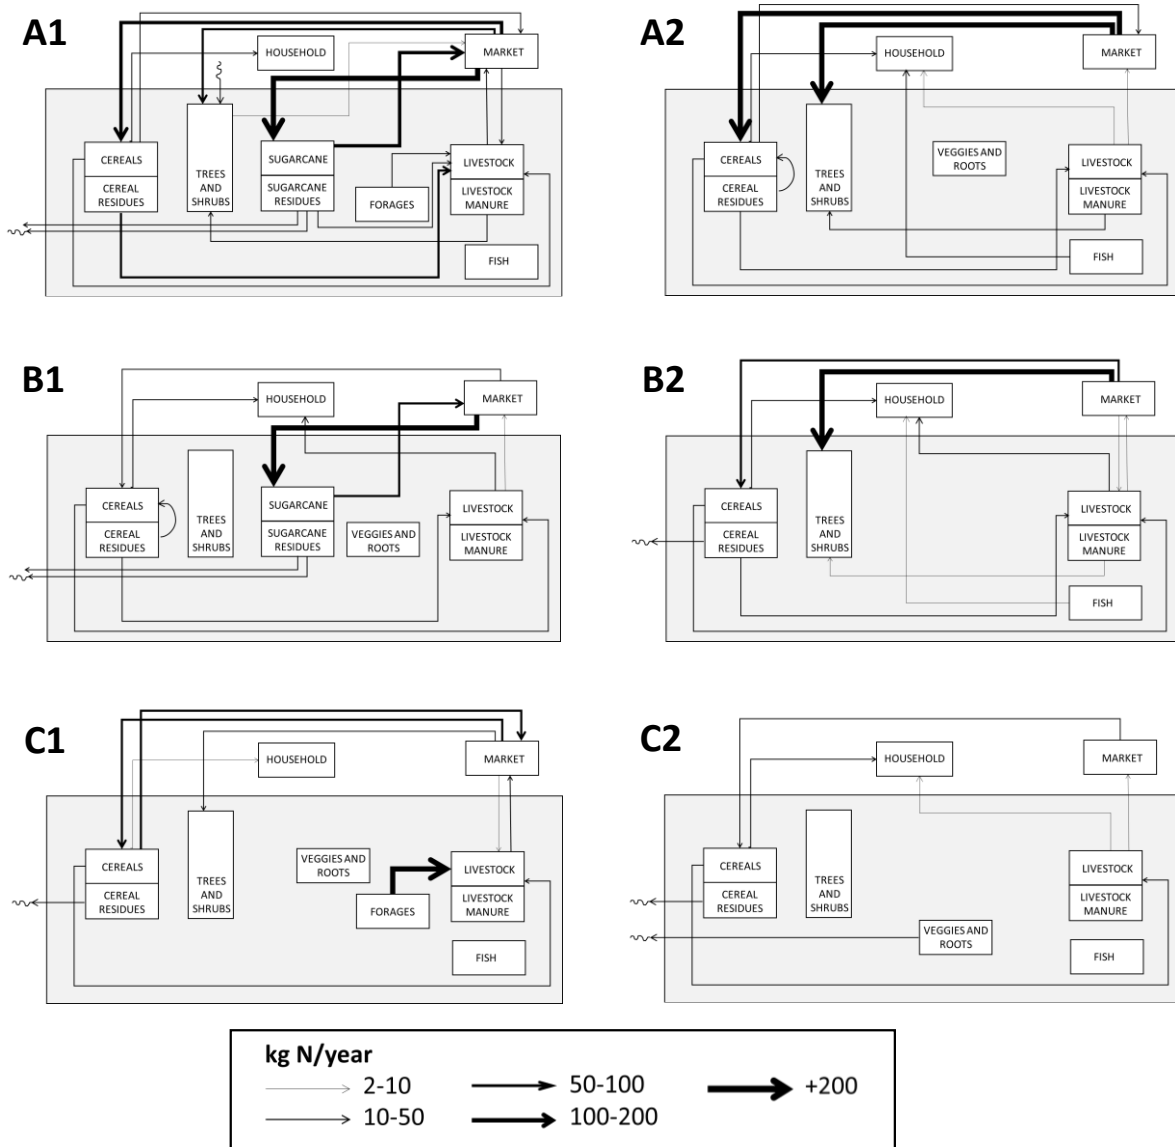 A1
MARKET
HOUSEHOLD
CEREALS
CEREAL
RESIDUES
TREES
AND
SHRUBS
SUGARCANE
SUGARCANE
RESIDUES
FORAGES
LIVESTOCK
LIVESTOCK
MANURE
FISH
A2
MARKET
HOUSEHOLD
CEREALS
CEREAL
RESIDUES
TREES
AND
SHRUBS
VEGGIES AND
ROOTS
LIVESTOCK
LIVESTOCK
MANURE
FISH
B1
MARKET
HOUSEHOLD
CEREALS
CEREAL
RESIDUES
TREES
AND
SHRUBS
SUGARCANE
SUGARCANE
RESIDUES
VEGGIES AND
ROOTS
LIVESTOCK
LIVESTOCK
MANURE
B2
MARKET
HOUSEHOLD
CEREALS
CEREAL
RESIDUES
TREES
AND
SHRUBS
LIVESTOCK
LIVESTOCK
MANURE
FISH
C1
MARKET
HOUSEHOLD
CEREALS
CEREAL
RESIDUES
TREES
AND
SHRUBS
VEGGIES AND
ROOTS
FORAGES
LIVESTOCK
LIVESTOCK
MANURE
FISH
C2
MARKET
HOUSEHOLD
CEREALS
CEREAL
RESIDUES
TREES
AND
SHRUBS
VEGGIES AND
ROOTS
LIVESTOCK
LIVESTOCK
MANURE
FISH
kg N/year
2-10
50-100
+200
10-50
100-200